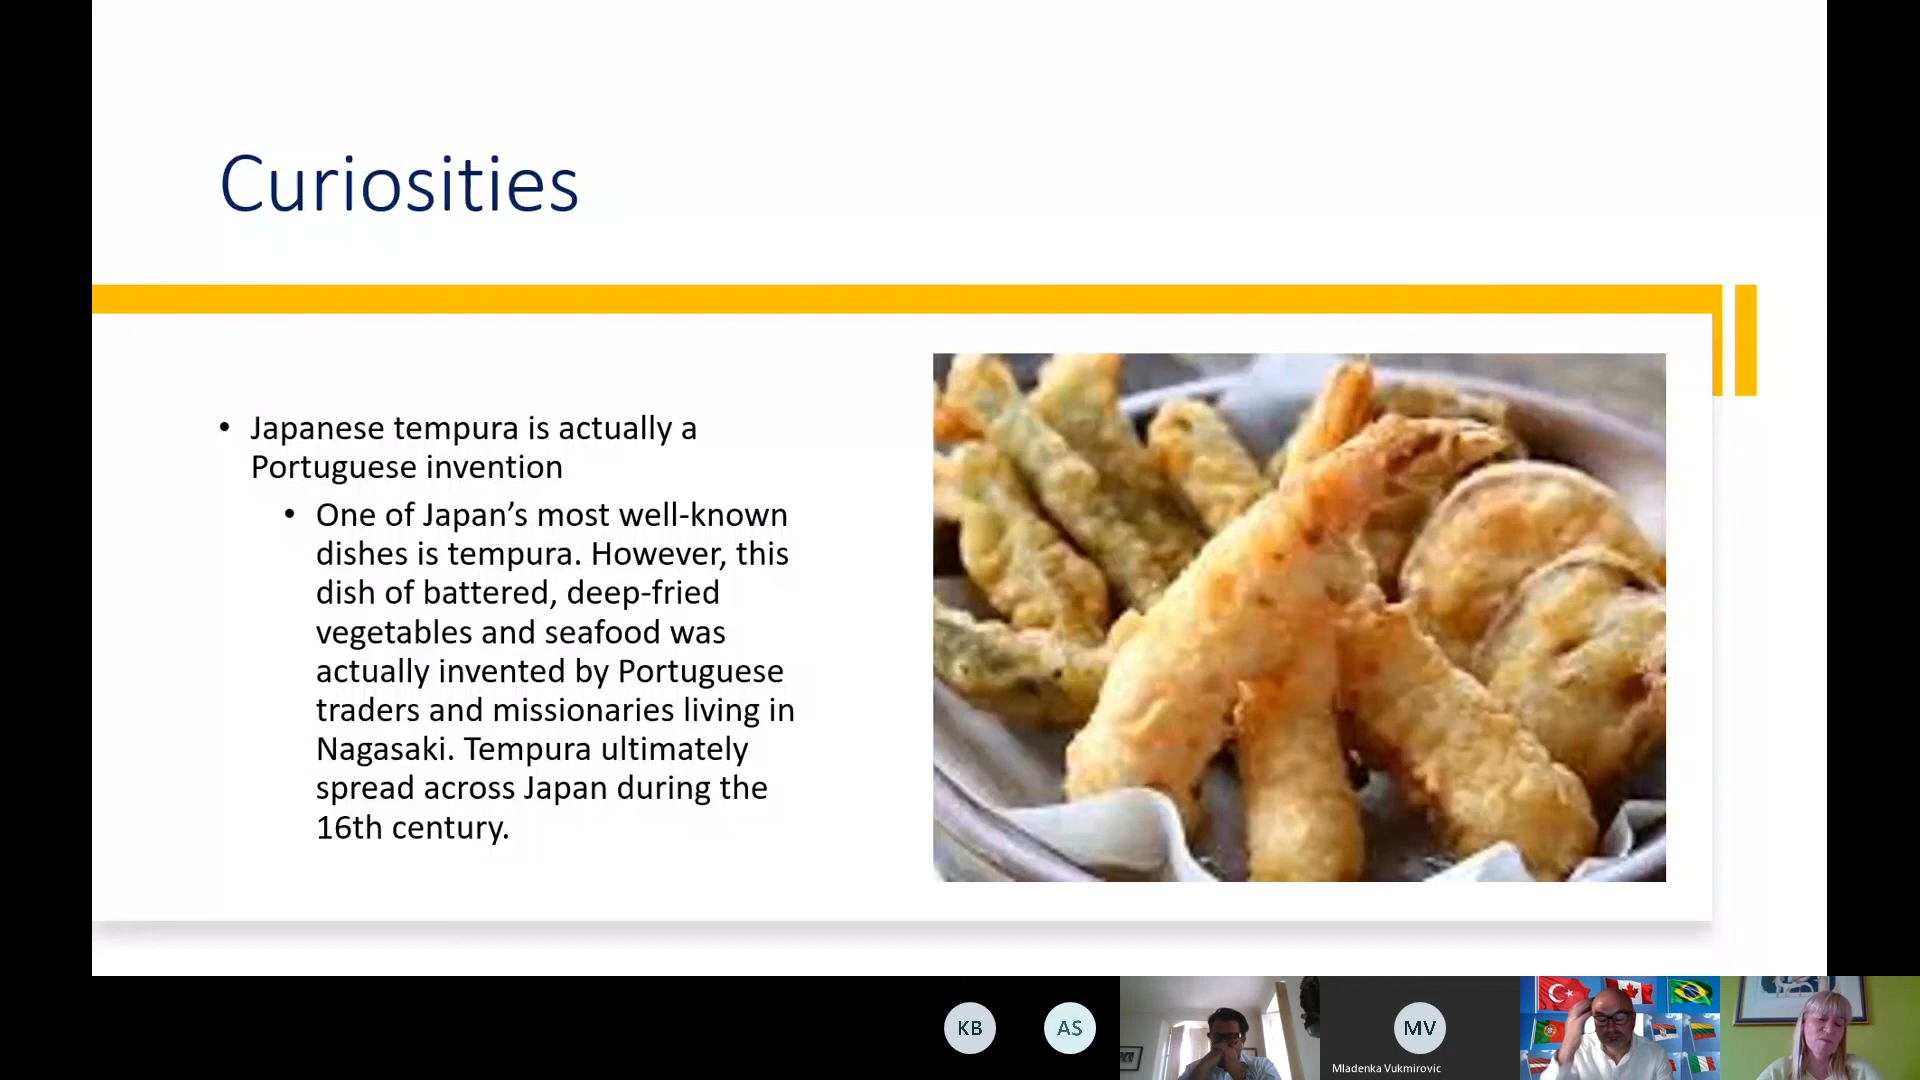 Curiosities
• Japanese tempura is actually a
Portuguese invention
• One of Japan’s most well-known
dishes is tempura. However, this
dish of battered, deep-fried
vegetables and seafood was
actually invented by Portuguese
traders and missionaries living in
Nagasaki. Tempura ultimately
spread across Japan during the
16th century.
KB
AS
MV
Mladenka Vukmirovic